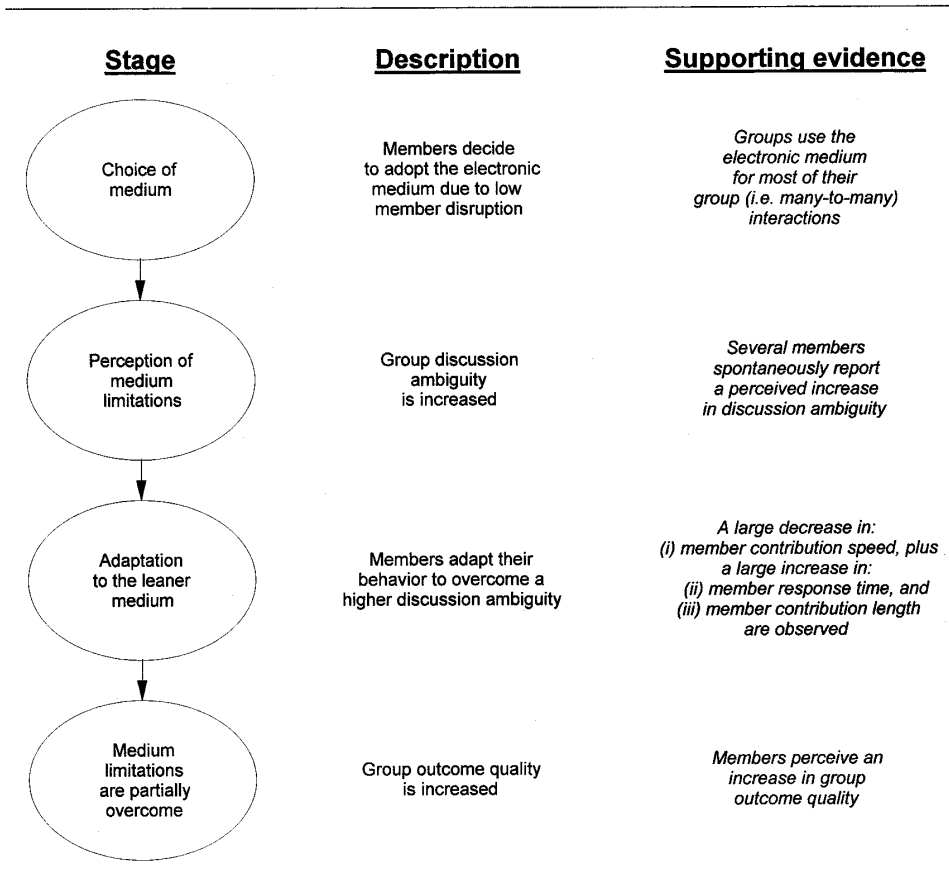 Stage
Description
Supporting evidence
Choice of
medium
Members decide
to adopt the electronic
medium due to low
member disruption
Groups use the
electronic medium
for most of their
group (i.e. many-to-many)
interactions
Perception of
medium
limitations
Group discussion
ambiguity
is increased
Several members
spontaneously report
a perceived increase
in discussion ambiguity
Adaptation
to the leaner
medium
Members adapt their
behavior to overcome a
higher discussion ambiguity
A large decrease in:
(i) member contribution speed, plus
a large increase in:
(ii) member response time, and
(iii) member contribution length
are observed
Medium
limitations
are partially
overcome
Group outcome quality
is increased
Members perceive an
increase in group
outcome quality